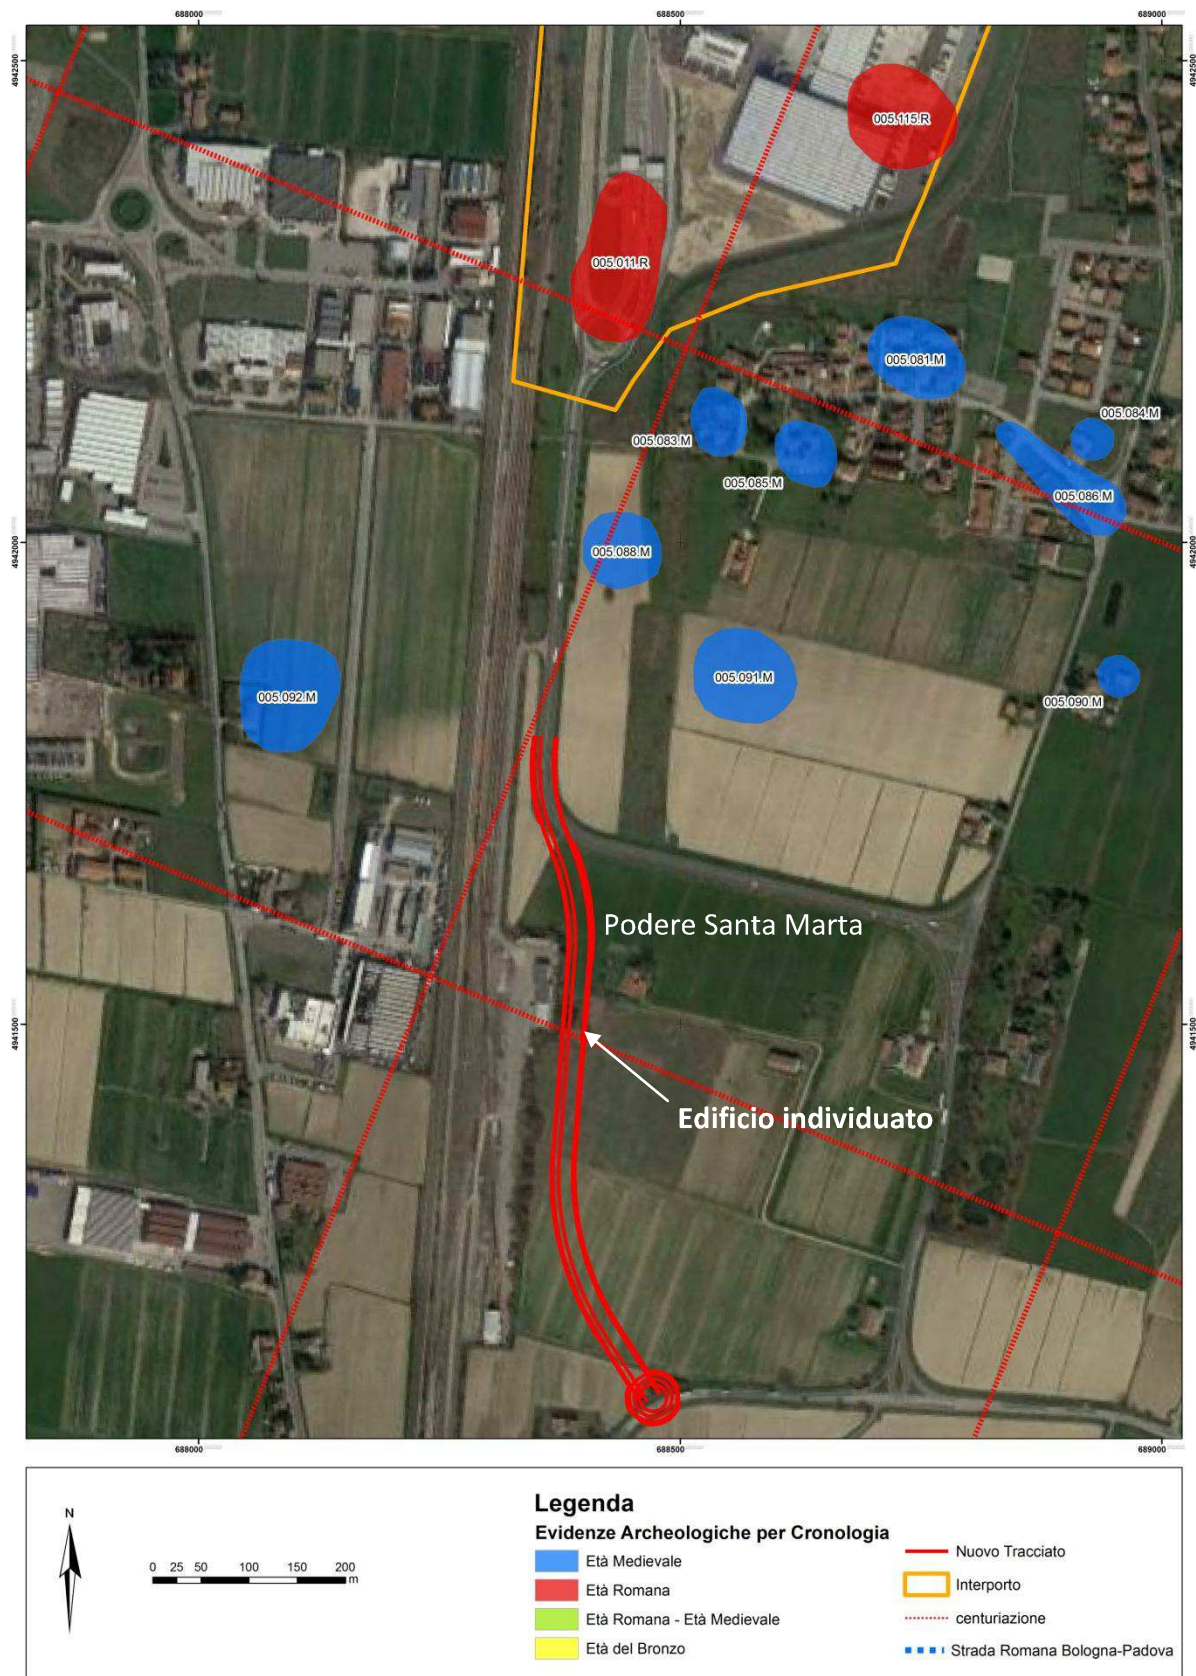 688000
688500
689000
4942500
4942500
005.115.R
005.011.R
005.081.M
005.084.M
005.083.M
005.085.M
005.086.M
4942000
005.088.M
4942000
005.091.M
005.092.M
005.090.M
Podere Santa Marta
4941500
4941500
Edificio individuato
688000
688500
689000
Legenda
Evidenze Archeologiche per Cronologia
N
0 25 50 100 150 200
m
Età Medievale
Età Romana
Età Romana - Età Medievale
Età del Bronzo
Nuovo Tracciato
Interporto
centuriazione
Strada Romana Bologna-Padova